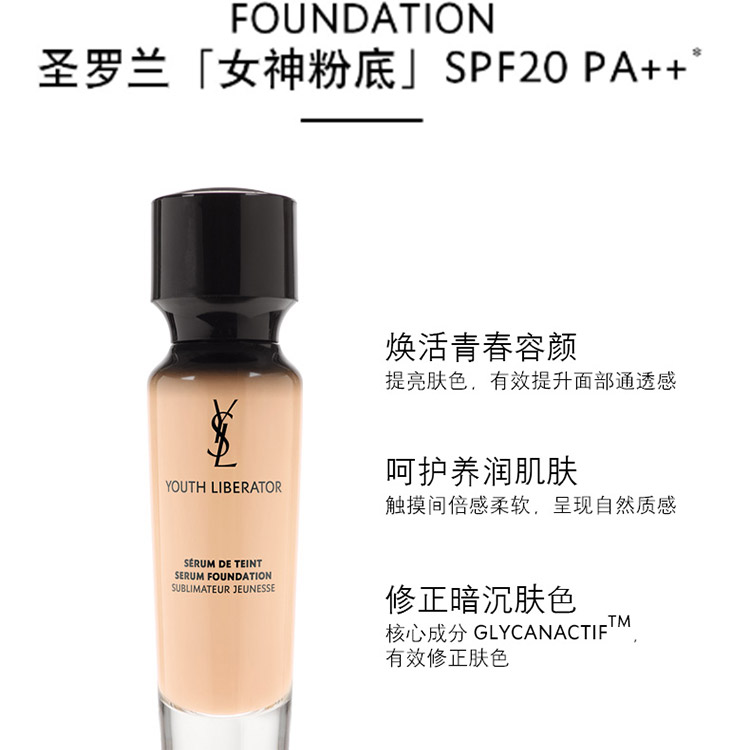 FOUNDATION
圣罗兰「女神粉底」SPF20 PA++*
YSL
YOUTH LIBERATOR
SÉRUM DE TEINT
SERUM FOUNDATION
SUBLIMATEUR JEUNESSE
焕活青春容颜
提亮肤色，有效提升面部通透感
呵护养润肌肤
触摸间倍感柔软，呈现自然质感
修正暗沉肤色
核心成分 GLYCANACTIF™，
有效修正肤色